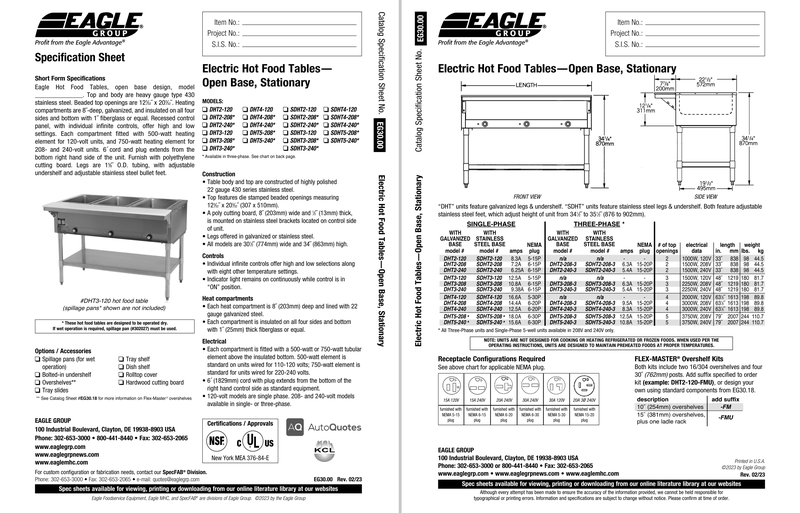 EAGLE
GROUP
Profit from the Eagle Advantage®
Specification Sheet
Short Form Specifications
Eagle Hot Food Tables, open base design, model
____________. Top and body are heavy gauge type 430
stainless steel. Beaded top openings are 12⅛˝ x 20⅛˝. Heating
compartments are 8˝-deep, galvanized, and insulated on all four
sides and bottom with 1˝ fiberglass or equal. Recessed control
panel, with individual infinite controls, offer high and low
settings. Each compartment fitted with 500-watt heating
element for 120-volt units, and 750-watt heating element for
208- and 240-volt units. 6´ cord and plug extends from the
bottom right hand side of the unit. Furnish with polyethylene
cutting board. Legs are 1⅝˝ O.D. tubing, with adjustable
undershelf and adjustable stainless steel bullet feet.
#DHT3-120 hot food table
(spillage pans* shown are not included)
* These hot food tables are designed to be operated dry.
If wet operation is required, spillage pan (#302027) must be used.
Options / Accessories
❏ Spillage pans (for wet
operation)
❏ Bolted-in undershelf
❏ Overshelves**
❏ Tray slides
❏ Tray shelf
❏ Dish shelf
❏ Rolltop cover
❏ Hardwood cutting board
** See Catalog Sheet #EG30.18 for more information on Flex-Master® overshelves
EAGLE GROUP
100 Industrial Boulevard, Clayton, DE 19938-8903 USA
Phone: 302-653-3000 • 800-441-8440 • Fax: 302-653-2065
www.eaglegrp.com
www.eaglegrpnews.com
www.eaglemhc.com
For custom configuration or fabrication needs, contact our SpecFAB® Division.
Phone: 302-653-3000 • Fax: 302-653-2065 • e-mail: quotes@eaglegrp.com
Item No.:
Project No.:
S.I.S. No.:
Electric Hot Food Tables—
Open Base, Stationary
MODELS:
❏ DHT2-120 ❏ DHT4-120 ❏ SDHT2-120 ❏ SDHT4-120
❏ DHT2-208* ❏ DHT4-208* ❏ SDHT2-208* ❏ SDHT4-208*
❏ DHT2-240* ❏ DHT4-240* ❏ SDHT2-240* ❏ SDHT4-240*
❏ DHT3-120 ❏ DHT5-208* ❏ SDHT3-120 ❏ SDHT5-208*
❏ DHT3-208* ❏ DHT5-240* ❏ SDHT3-208* ❏ SDHT5-240*
❏ DHT3-240* ❏ SDHT3-240*
* Available in three-phase. See chart on back page.
Construction
• Table body and top are constructed of highly polished
22 gauge 430 series stainless steel.
• Top features die stamped beaded openings measuring
12⅛˝ x 20⅛˝ (307 x 510mm).
• A poly cutting board, 8˝ (203mm) wide and ½˝ (13mm) thick,
is mounted on stainless steel brackets located on control side
of unit.
• Legs offered in galvanized or stainless steel.
• All models are 30½˝ (774mm) wide and 34˝ (863mm) high.
Controls
• Individual infinite controls offer high and low selections along
with eight other temperature settings.
• Indicator light remains on continuously while control is in
"ON" position.
Heat compartments
• Each heat compartment is 8˝ (203mm) deep and lined with 22
gauge galvanized steel.
• Each compartment is insulated on all four sides and bottom
with 1˝ (25mm) thick fiberglass or equal.
Electrical
• Each compartment is fitted with a 500-watt or 750-watt tubular
element above the insulated bottom. 500-watt element is
standard on units wired for 110-120 volts; 750-watt element is
standard for units wired for 220-240 volts.
• 6´ (1829mm) cord with plug extends from the bottom of the
right hand control side as standard equipment.
• 120-volt models are single phase. 208- and 240-volt models
available in single- or three-phase.
Certifications / Approvals
NSF
C UL US
New York MEA 376-84-E
AQ AutoQuotes
KCL
EG30.00 Rev. 02/23
Spec sheets available for viewing, printing or downloading from our online literature library at our websites
Eagle Foodservice Equipment, Eagle MHC, and SpecFAB® are divisions of Eagle Group. ©2023 by the Eagle Group
Catalog Specification Sheet No. EG30.00
Electric Hot Food Tables—Open Base, Stationary
Catalog Specification Sheet No. EG30.00
Electric Hot Food Tables—Open Base, Stationary
EAGLE
GROUP
Profit from the Eagle Advantage®
Item No.:
Project No.:
S.I.S. No.:
Electric Hot Food Tables—Open Base, Stationary
LENGTH
34¼˝
870mm
FRONT VIEW
7⅞˝
200mm
22½˝
572mm
12¼˝
311mm
34¼˝
870mm
19½˝
495mm
SIDE VIEW
"DHT" units feature galvanized legs & undershelf. "SDHT" units feature stainless steel legs & undershelf. Both feature adjustable
stainless steel feet, which adjust height of unit from 34½˝ to 35½˝ (876 to 902mm).
SINGLE-PHASE THREE-PHASE *
WITH GALVANIZED BASE model # WITH STAINLESS STEEL BASE model # amps NEMA plug WITH GALVANIZED BASE model # WITH STAINLESS STEEL BASE model # amps NEMA plug # of top openings electrical data length in. mm weight lbs. kg
DHT2-120 SDHT2-120 8.3A 5-15P n/a n/a - - 2 1000W, 120V 33˝ 838 98 44.5
DHT2-208 SDHT2-208 7.2A 6-15P DHT2-208-3 SDHT2-208-3 6.3A 15-20P 2 1500W, 208V 33˝ 838 98 44.5
DHT2-240 SDHT2-240 6.25A 6-15P DHT2-240-3 SDHT2-240-3 5.4A 15-20P 2 1500W, 240V 33˝ 838 98 44.5
DHT3-120 SDHT3-120 12.5A 5-15P n/a n/a - - 3 1500W, 120V 48˝ 1219 180 81.7
DHT3-208 SDHT3-208 10.8A 6-15P DHT3-208-3 SDHT3-208-3 8.3A 15-20P 3 2250W, 208V 48˝ 1219 180 81.7
DHT3-240 SDHT3-240 9.38A 6-15P DHT3-240-3 SDHT3-240-3 8.3A 15-20P 3 2250W, 240V 48˝ 1219 180 81.7
DHT4-120 SDHT4-120 16.6A 5-30P n/a n/a - - 4 2000W, 120V 63½˝ 1613 198 89.8
DHT4-208 SDHT4-208 14.4A 6-20P DHT4-208-3 SDHT4-208-3 9.5A 15-20P 4 3000W, 208V 63½˝ 1613 198 89.8
DHT4-240 SDHT4-240 12.5A 6-20P DHT4-240-3 SDHT4-240-3 8.3A 15-20P 4 3000W, 240V 63½˝ 1613 198 89.8
DHT5-208* SDHT5-208* 18.0A 6-30P DHT5-208-3 SDHT5-208-3 12.5A 15-20P 5 3750W, 208V 79˝ 2007 244 110.7
DHT5-240* SDHT5-240* 15.6A 6-30P DHT5-240-3 SDHT5-240-3 10.8A 15-20P 5 3750W, 240V 79˝ 2007 244 110.7
* All Three-Phase units and Single-Phase 5-well units available in 208V and 240V only.
NOTE: UNITS ARE NOT DESIGNED FOR COOKING OR HEATING REFRIGERATED OR FROZEN FOODS. WHEN USED PER THE
OPERATING INSTRUCTIONS, UNITS ARE DESIGNED TO MAINTAIN PREHEATED FOODS AT PROPER TEMPERATURES.
Receptacle Configurations Required
See above chart for applicable NEMA plug.
15A 120V 15A 240V 20A 240V 30A 120V 30A 240V 20A 3Ø 240V
furnished with NEMA 5-15 plug furnished with NEMA 6-15 plug furnished with NEMA 6-20 plug furnished with NEMA 5-30 plug furnished with NEMA 6-30 plug furnished with NEMA 15-20 plug
FLEX-MASTER® Overshelf Kits
Both kits include two 16/304 overshelves and four
30˝ (762mm) posts. Add suffix specified to order
kit (example: DHT2-120-FMU), or design your
own using standard components from EG30.18.
description add suffix
10˝ (254mm) overshelves -FM
15˝ (381mm) overshelves,
plus one ladle rack -FMU
EAGLE GROUP
100 Industrial Boulevard, Clayton, DE 19938-8903 USA
Phone: 302-653-3000 or 800-441-8440 • Fax: 302-653-2065
www.eaglegrp.com • www.eaglegrpnews.com • www.eaglemhc.com
Printed in U.S.A.
©2023 by Eagle Group
Rev. 02/23
Spec sheets available for viewing, printing or downloading from our online literature library at our websites
Although every attempt has been made to ensure the accuracy of the information provided, we cannot be held responsible for
typographical or printing errors. Information and specifications are subject to change without notice. Please confirm at time of order.